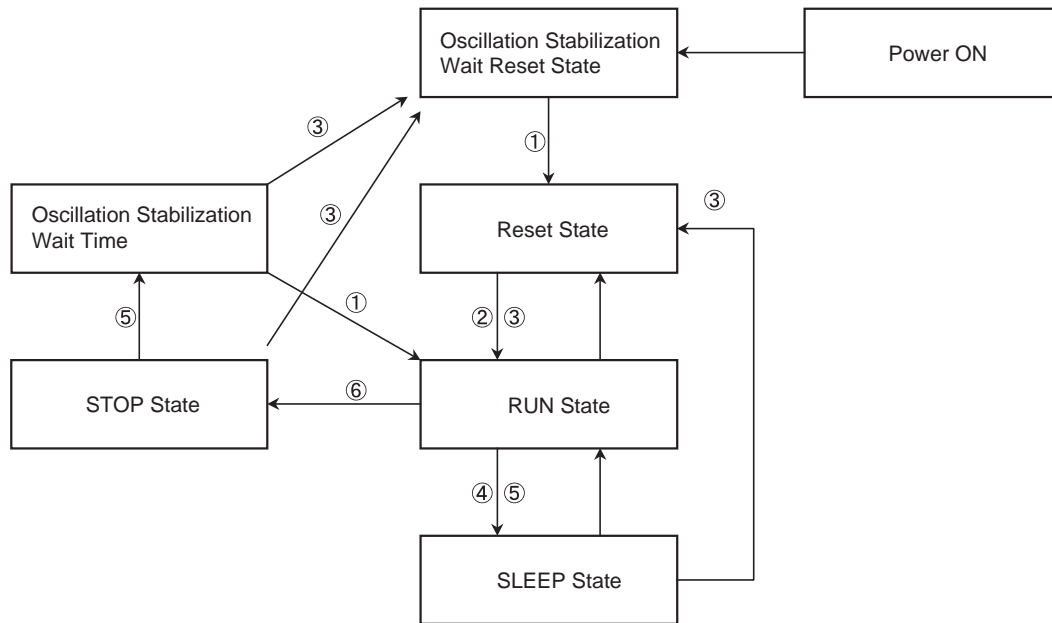 Oscillation Stabilization
Wait Reset State
Power ON
①
③
Oscillation Stabilization
Wait Time
③
Reset State
③
⑤
①
②
③
STOP State
⑥
RUN State
④
⑤
SLEEP State